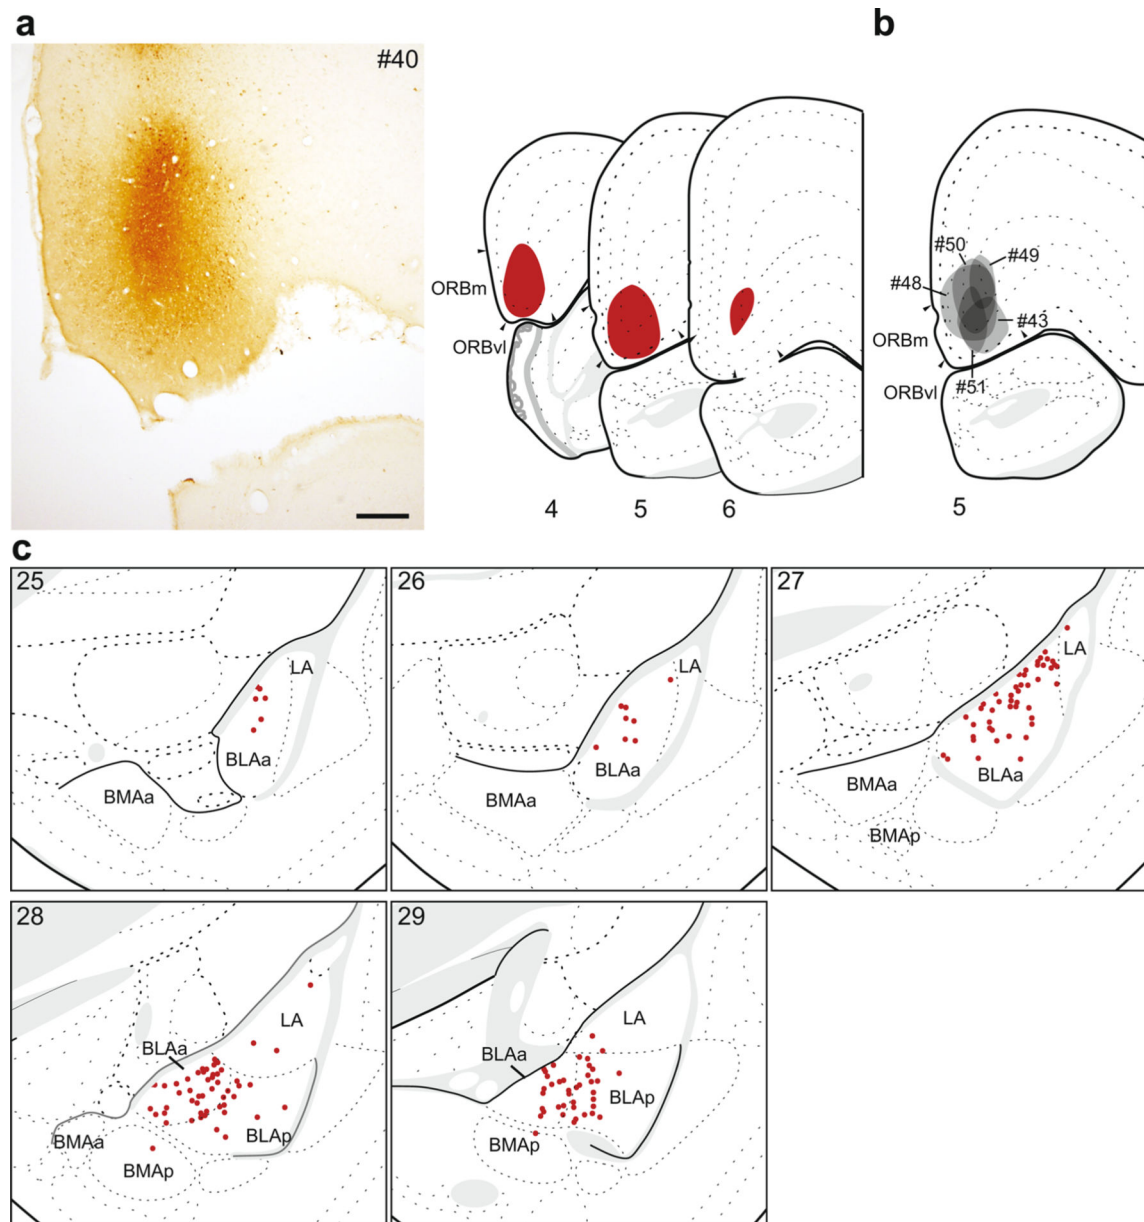 a
b
#40
ORBm
ORBvl
4
5
6
#50
#49
#48
#43
ORBm
#51
ORBvl
5
c
25
LA
BLAa
BMAa
26
LA
BLAa
BMAa
27
LA
BLAa
BMAa
BMAp
28
LA
BLAa
BLAp
BMAa
BMAp
29
LA
BLAa
BLAp
BMAp